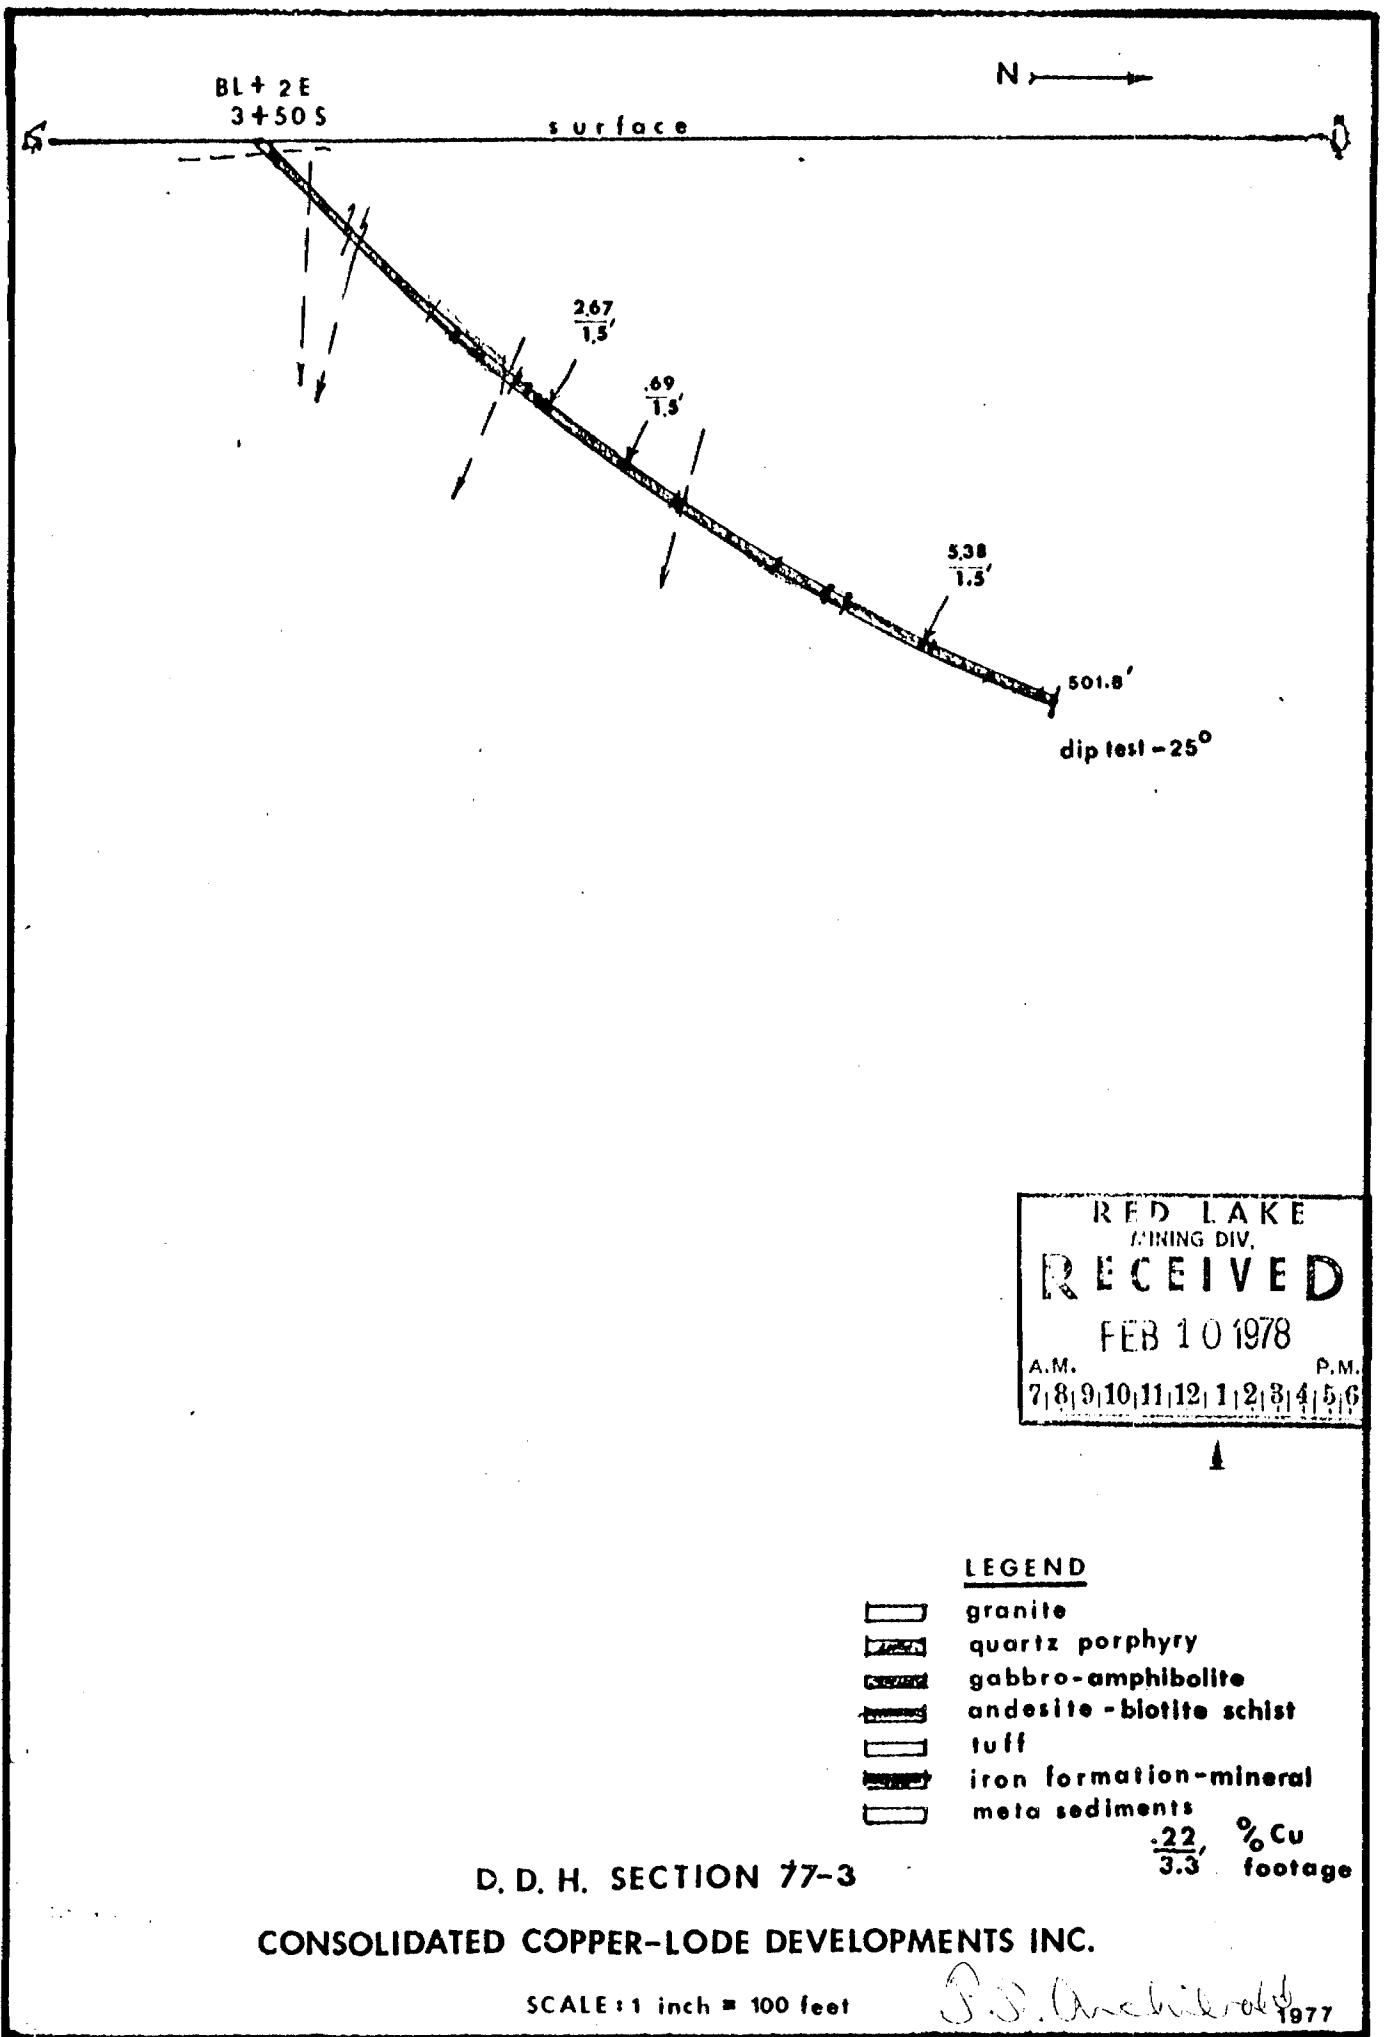 BL + 2 E
3 + 50 S
N
surface
2.67
1.5'
.69
1.5'
5.38
1.5'
501.8'
dip test - 25°
RED LAKE
MINING DIV.
RECEIVED
FEB 10 1978
A.M. P.M.
7|8|9|10|11|12|1|2|3|4|5|6
LEGEND
granite
quartz porphyry
gabbro-amphibolite
andesite - biotite schist
tuff
iron formation-mineral
meta sediments
.22 % Cu
3.3' footage
D. D. H. SECTION 77-3
CONSOLIDATED COPPER-LODE DEVELOPMENTS INC.
SCALE : 1 inch = 100 feet
1977